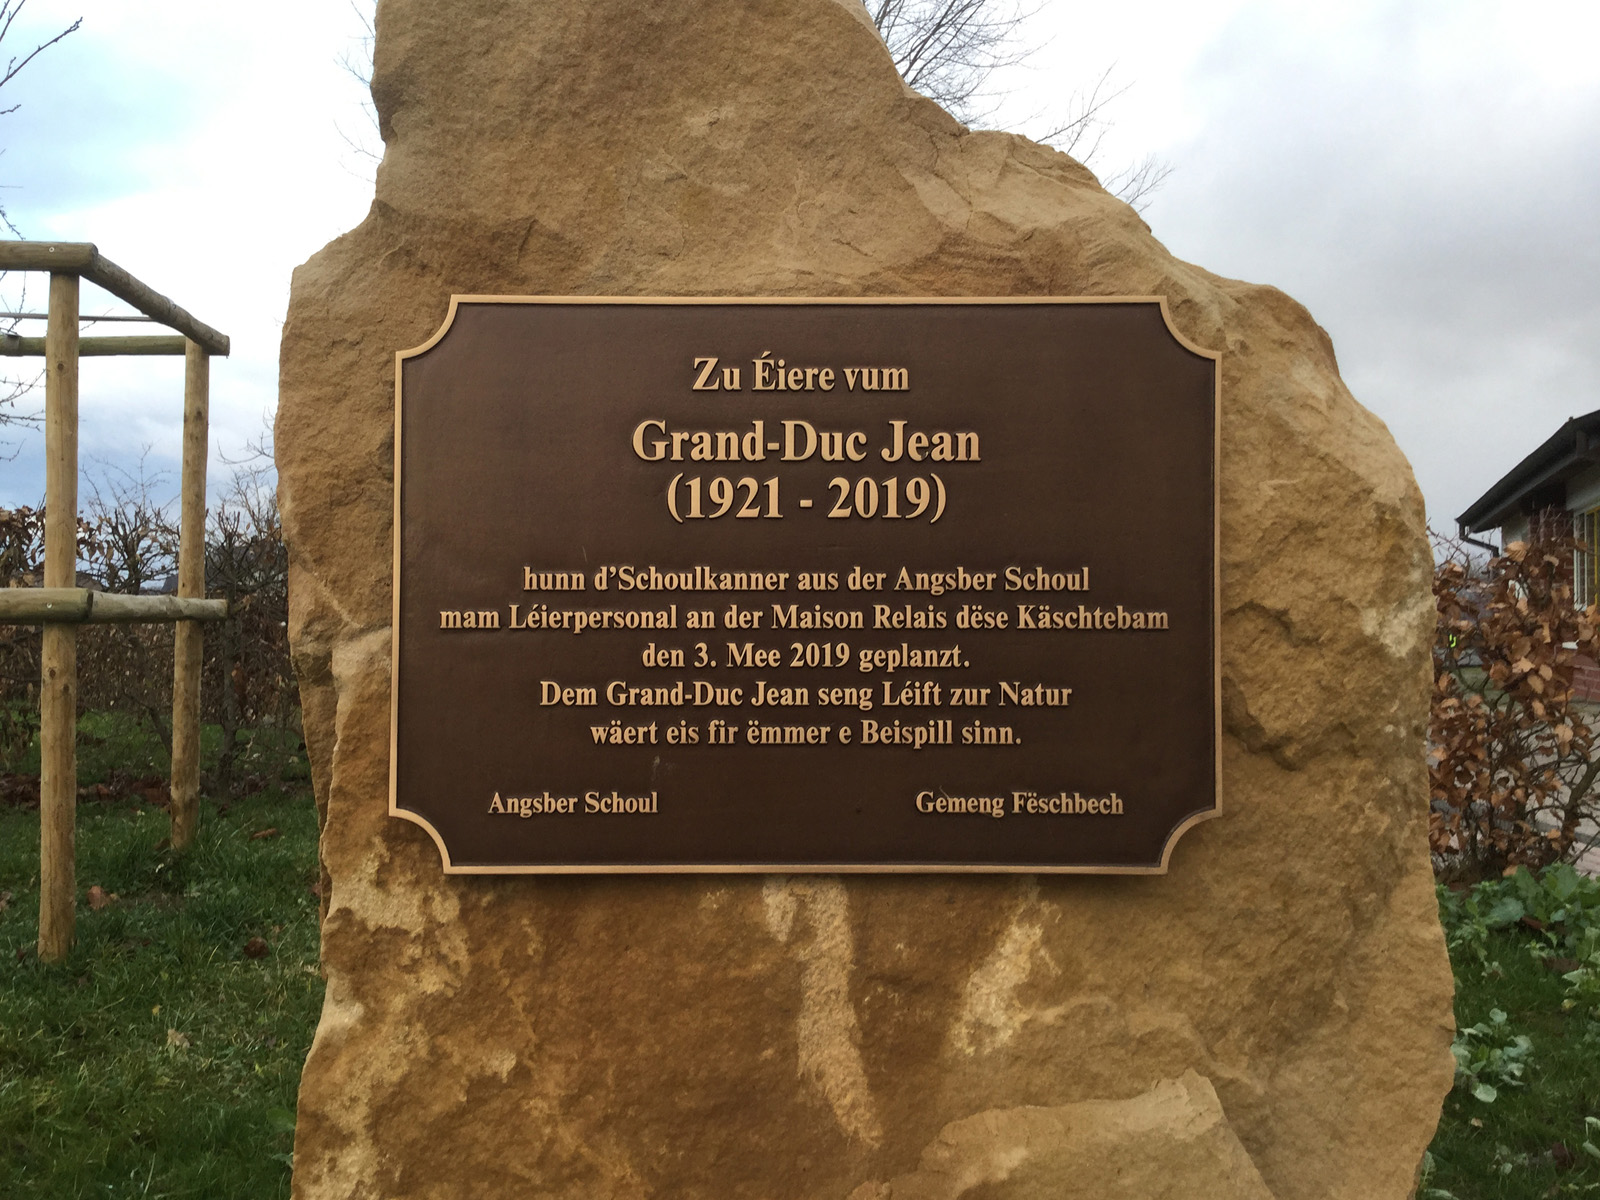 Zu Éiere vum
Grand-Duc Jean
(1921 - 2019)
hunn d’Schoulkanner aus der Angsber Schoul
mam Léierpersonal an der Maison Relais dëse Käschtebam
den 3. Mee 2019 geplanzt.
Dem Grand-Duc Jean seng Léift zur Natur
wäert eis fir ëmmer e Beispill sinn.
Angsber Schoul
Gemeng Fëschbech